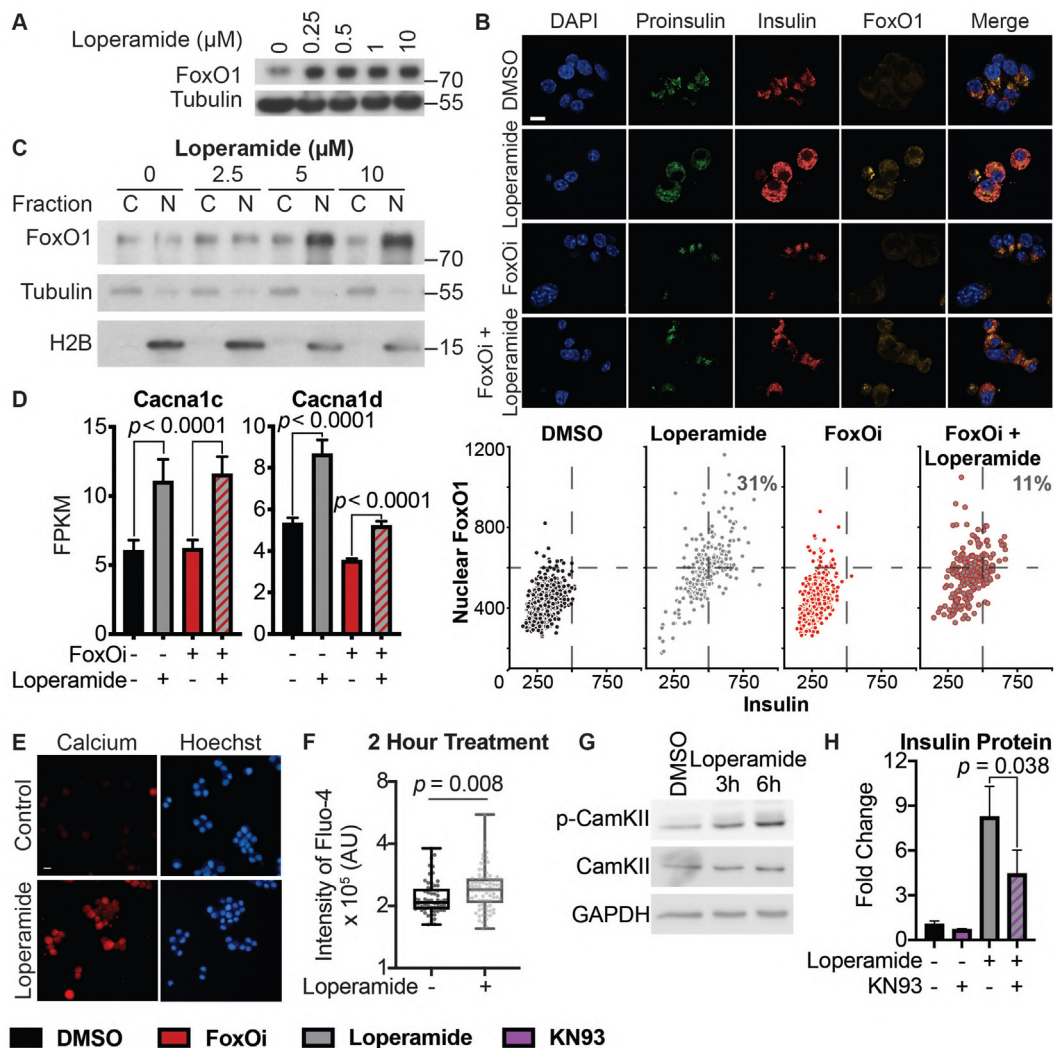 A
Loperamide (µM)
0
0.25
0.5
1
10
FoxO1
70
Tubulin
55
B
DAPI
Proinsulin
Insulin
FoxO1
Merge
DMSO
Loperamide
FoxOi
FoxOi +
Loperamide
DMSO
Loperamide
FoxOi
FoxOi +
Loperamide
31%
11%
Nuclear FoxO1
1200
800
400
0
250
750
250
750
250
750
250
750
Insulin
C
Loperamide (µM)
0
2.5
5
10
Fraction
C
N
C
N
C
N
C
N
FoxO1
70
Tubulin
55
H2B
15
D
Cacna1c
Cacna1d
p< 0.0001
p< 0.0001
p< 0.0001
FPKM
15
10
5
0
10
8
6
4
2
0
FoxOi - - + + - - + +
Loperamide - + - + - + - +
E
Calcium
Hoechst
Control
Loperamide
F
2 Hour Treatment
p = 0.008
Intensity of Fluo-4
x 10⁵ (AU)
8
4
2
1
Loperamide - +
G
DMSO
Loperamide
3h
6h
p-CamKII
CamKII
GAPDH
H
Insulin Protein
p = 0.038
Fold Change
12
9
6
3
0
Loperamide - - + +
KN93 - + - +
DMSO
FoxOi
Loperamide
KN93